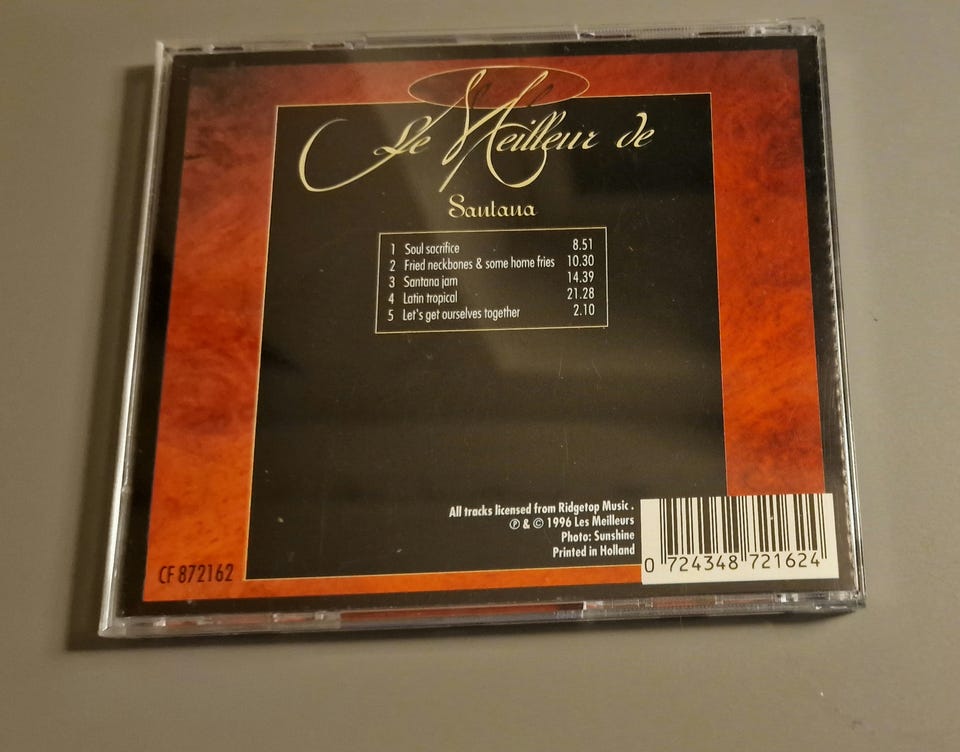 Le Meilleur de
Santana
1 Soul sacrifice 8.51
2 Fried neckbones & some home fries 10.30
3 Santana jam 14.39
4 Latin tropical 21.28
5 Let's get ourselves together 2.10
All tracks licensed from Ridgetop Music .
℗ & © 1996 Les Meilleurs
Photo: Sunshine
Printed in Holland
CF 872162
0 724348 721624